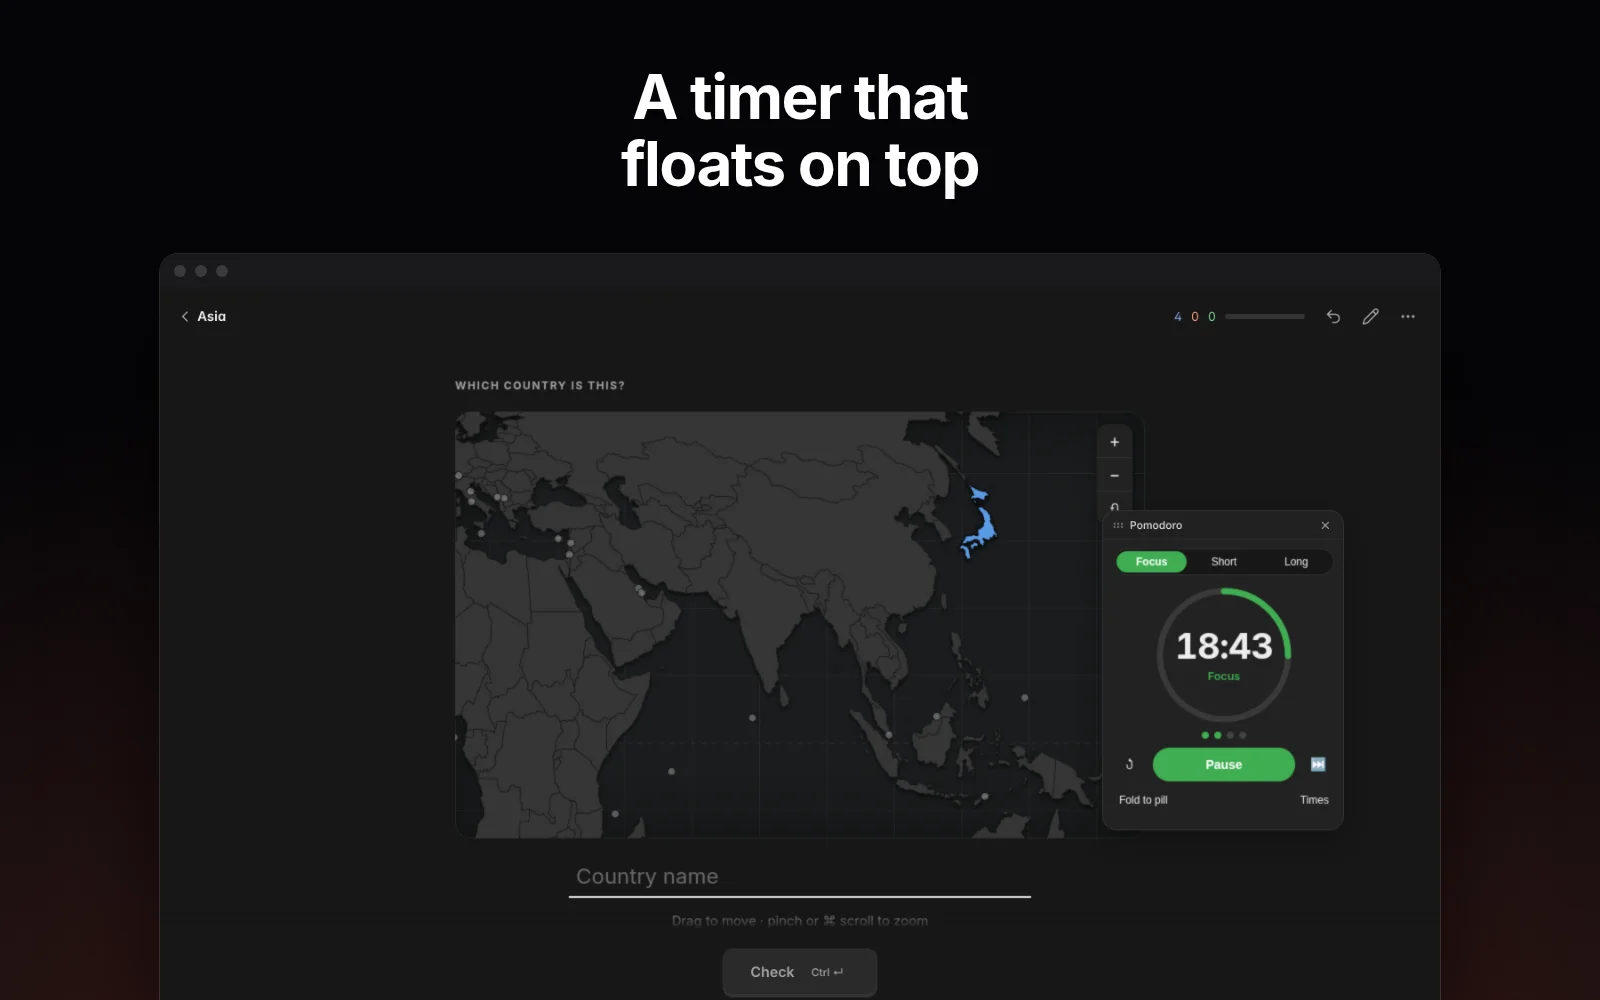 A timer that
floats on top
Asia
4 0 0
WHICH COUNTRY IS THIS?
Pomodoro
Focus Short Long
18:43
Focus
Pause
Fold to pill Times
Country name
Drag to move · pinch or ⌘ scroll to zoom
Check Ctrl ↵